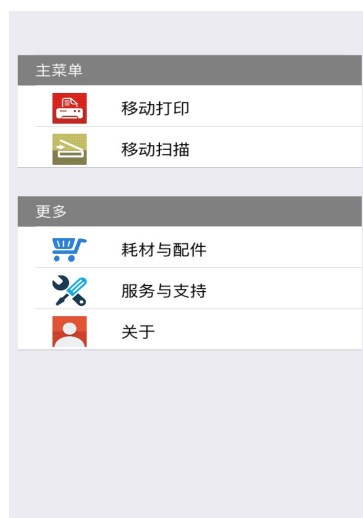 主菜单
移动打印
移动扫描
更多
耗材与配件
服务与支持
关于